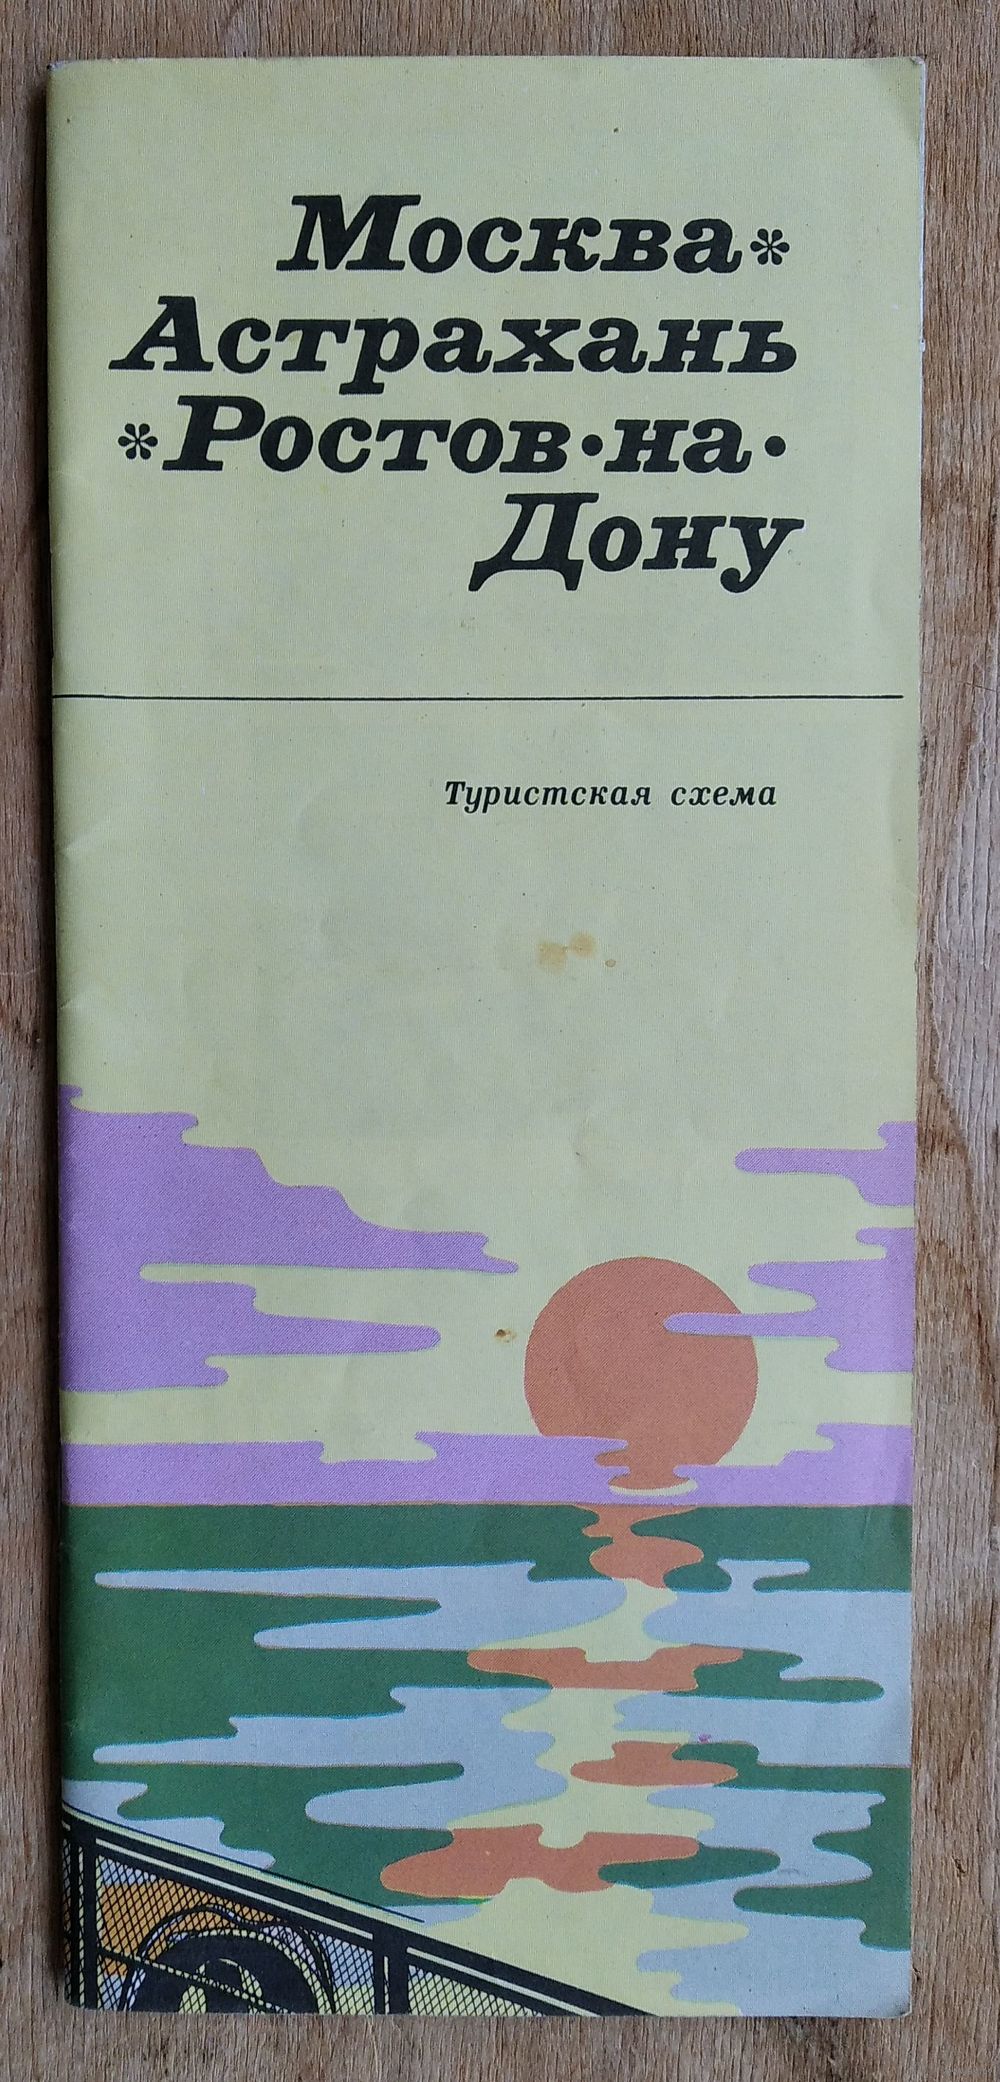 Москва*
Астрахань
*Ростов·на·
Дону
Туристская схема